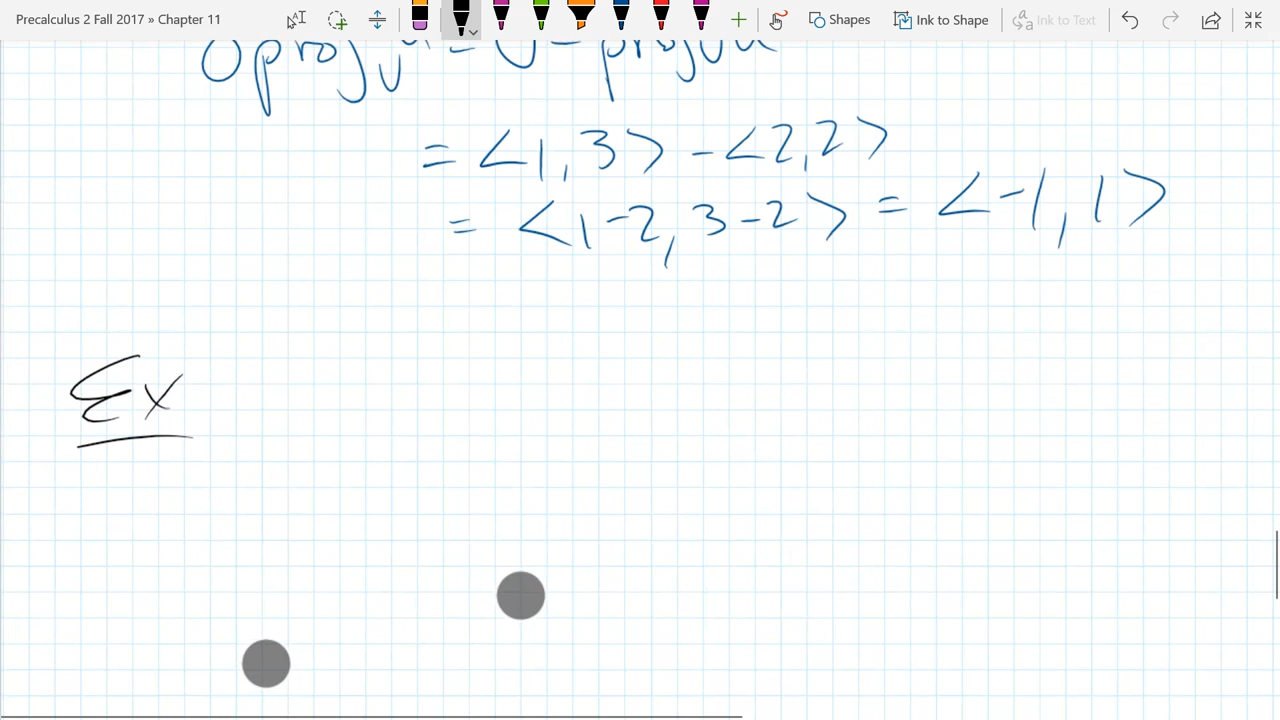 Precalculus 2 Fall 2017 » Chapter 11
Shapes
Ink to Shape
Ink to Text
= <1, 3> - <2, 2>
= <1-2, 3-2> = <-1, 1>
Ex